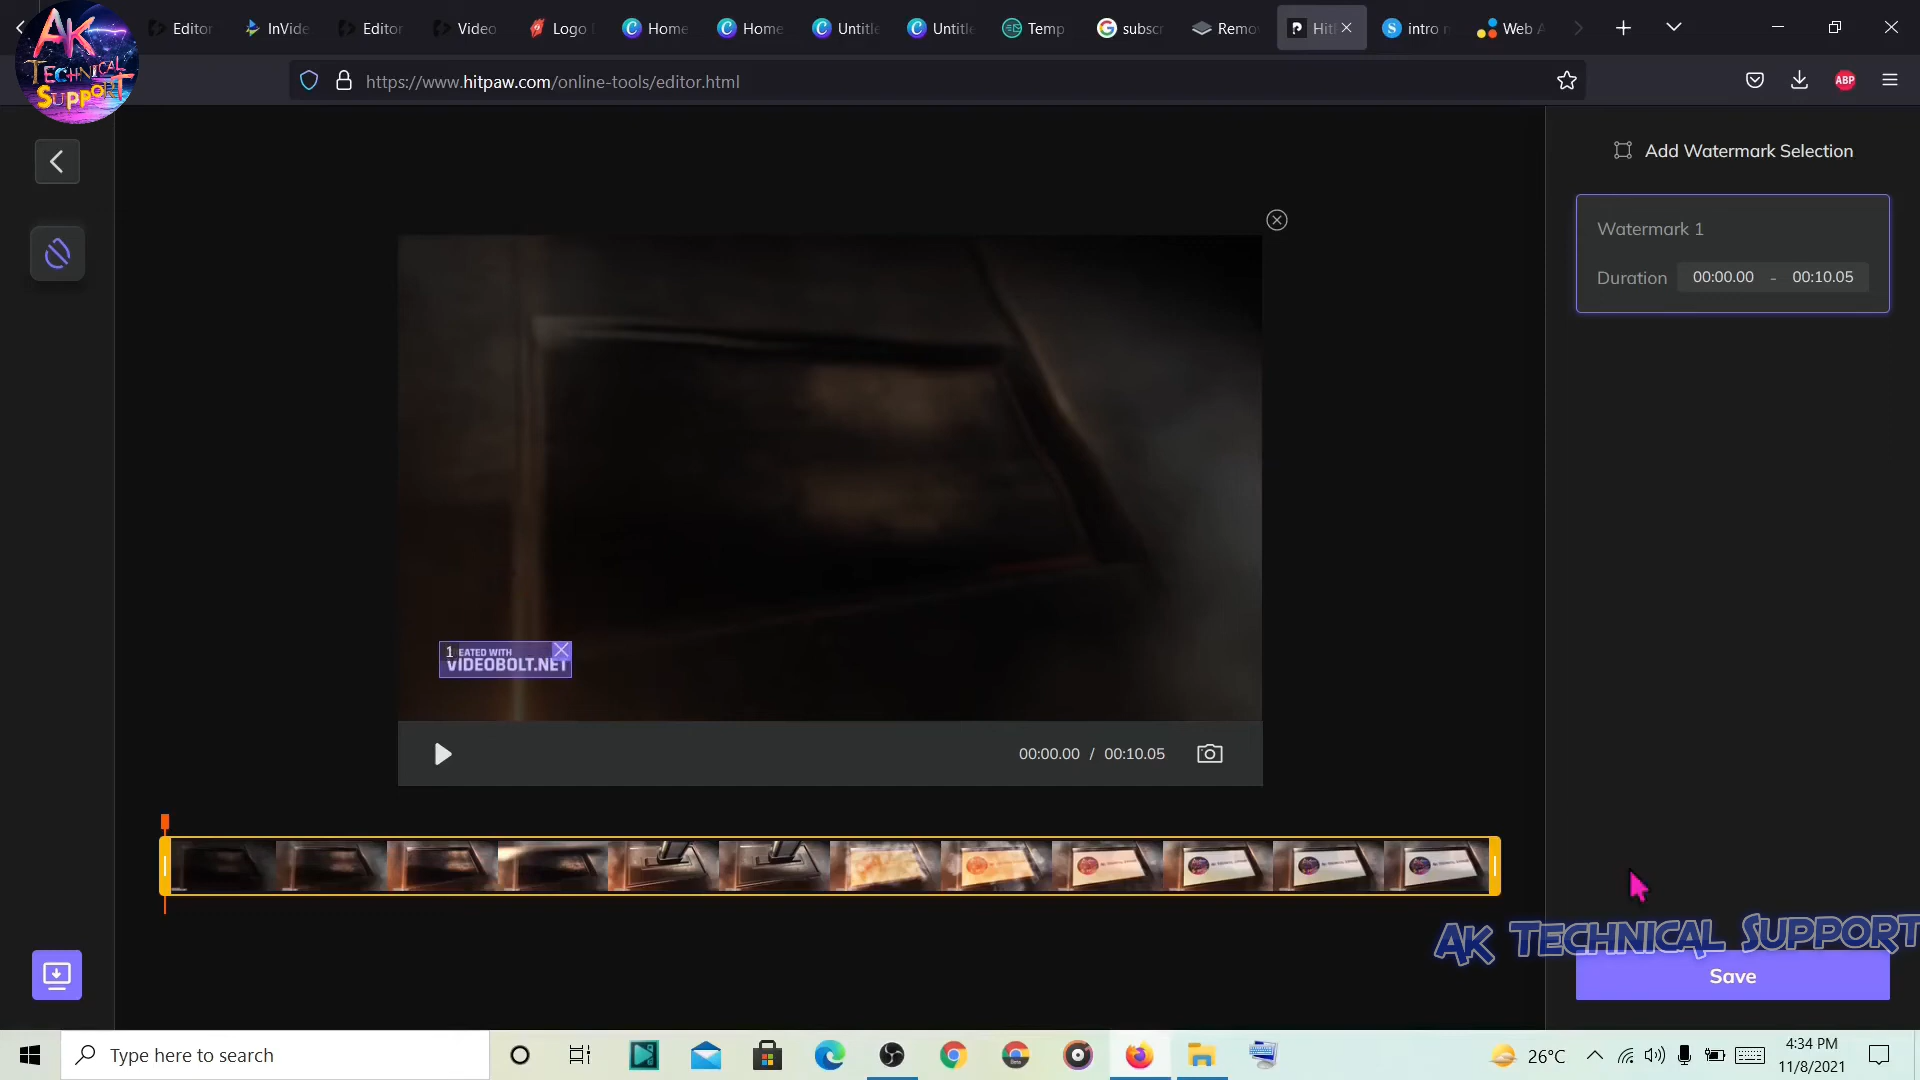 AK
TECHNICAL
SUPPORT
Editor
InVide
Editor
Video
Logo
Home
Home
Untitle
Untitle
Temp
subscr
Remo
Hit
intro
Web A
https://www.hitpaw.com/online-tools/editor.html
ABP
Add Watermark Selection
Watermark 1
Duration 00:00.00 - 00:10.05
1 EATED WITH
VIDEOBOLT.NET
00:00.00 / 00:10.05
AK TECHNICAL SUPPORT
Save
Type here to search
26°C
4:34 PM
11/8/2021